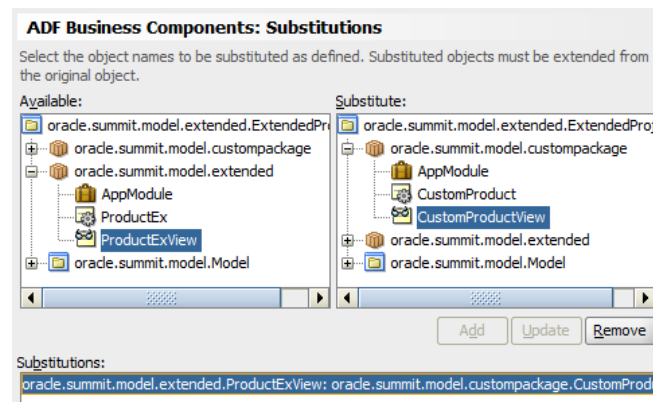 ADF Business Components: Substitutions
Select the object names to be substituted as defined. Substituted objects must be extended from
the original object.
Available:
Substitute:
oracle.summit.model.extended.ExtendedPr
oracle.summit.model.extended.ExtendedProj
oracle.summit.model.custompackage
oracle.summit.model.custompackage
oracle.summit.model.extended
AppModule
AppModule
CustomProduct
ProductEx
CustomProductView
ProductExView
oracle.summit.model.extended
oracle.summit.model.Model
oracle.summit.model.Model
Add Update Remove
Substitutions:
oracle.summit.model.extended.ProductExView: oracle.summit.model.custompackage.CustomProd